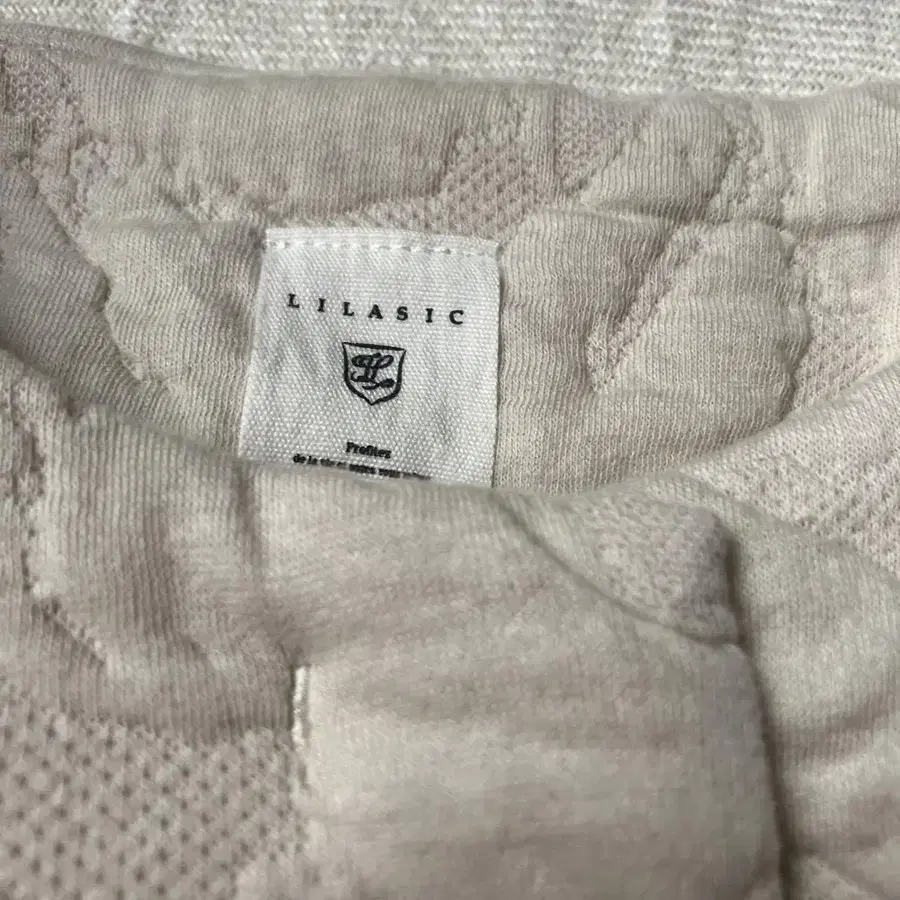 LILASIC
Profitez
de la vie